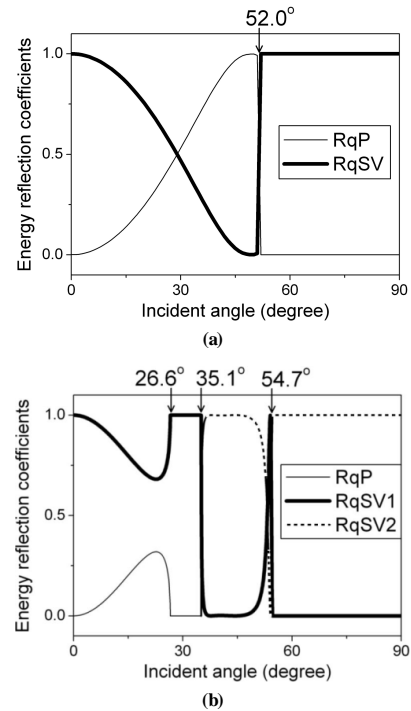 52.0°
1.0
0.5
0.0
Energy reflection coefficients
RqP
RqSV
0
30
60
90
Incident angle (degree)
(a)
26.6° 35.1° 54.7°
1.0
0.5
0.0
Energy reflection coefficients
RqP
RqSV1
RqSV2
0
30
60
90
Incident angle (degree)
(b)